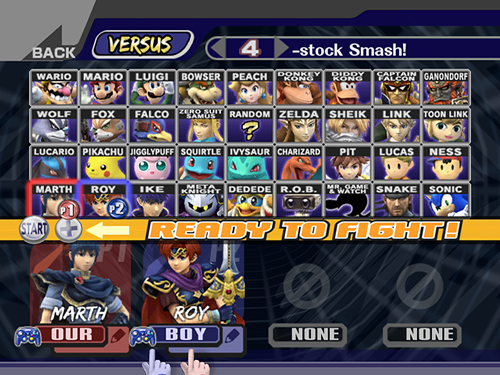 BACK
VERSUS
4 -stock Smash!
WARIO MARIO LUIGI BOWSER PEACH DONKEY KONG DIDDY KONG CAPTAIN FALCON GANONDORF
WOLF FOX FALCO ZERO SUIT SAMUS RANDOM ZELDA SHEIK LINK TOON LINK
LUCARIO PIKACHU JIGGLYPUFF SQUIRTLE IVYSAUR CHARIZARD PIT LUCAS NESS
MARTH ROY IKE META KNIGHT DEDEDE R.O.B. MR. GAME & WATCH SNAKE SONIC
P1 P2
START READY TO FIGHT!
MARTH ROY
OUR BOY NONE NONE